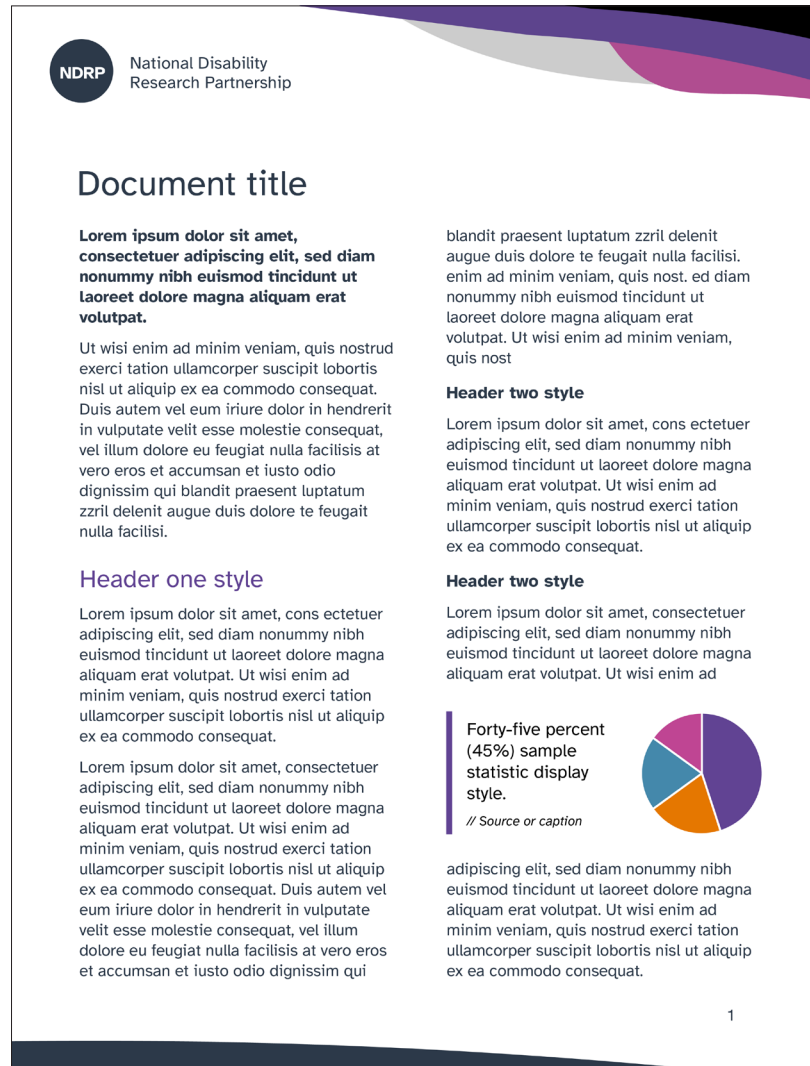 NDRP
National Disability
Research Partnership
Document title
Lorem ipsum dolor sit amet,
consectetuer adipiscing elit, sed diam
nonummy nibh euismod tincidunt ut
laoreet dolore magna aliquam erat
volutpat.
Ut wisi enim ad minim veniam, quis nostrud
exerci tation ullamcorper suscipit lobortis
nisl ut aliquip ex ea commodo consequat.
Duis autem vel eum iriure dolor in hendrerit
in vulputate velit esse molestie consequat,
vel illum dolore eu feugiat nulla facilisis at
vero eros et accumsan et iusto odio
dignissim qui blandit praesent luptatum
zzril delenit augue duis dolore te feugait
nulla facilisi.
Header one style
Lorem ipsum dolor sit amet, cons ectetuer
adipiscing elit, sed diam nonummy nibh
euismod tincidunt ut laoreet dolore magna
aliquam erat volutpat. Ut wisi enim ad
minim veniam, quis nostrud exerci tation
ullamcorper suscipit lobortis nisl ut aliquip
ex ea commodo consequat.
Lorem ipsum dolor sit amet, consectetuer
adipiscing elit, sed diam nonummy nibh
euismod tincidunt ut laoreet dolore magna
aliquam erat volutpat. Ut wisi enim ad
minim veniam, quis nostrud exerci tation
ullamcorper suscipit lobortis nisl ut aliquip
ex ea commodo consequat. Duis autem vel
eum iriure dolor in hendrerit in vulputate
velit esse molestie consequat, vel illum
dolore eu feugiat nulla facilisis at vero eros
et accumsan et iusto odio dignissim qui
blandit praesent luptatum zzril delenit
augue duis dolore te feugait nulla facilisi.
enim ad minim veniam, quis nost. ed diam
nonummy nibh euismod tincidunt ut
laoreet dolore magna aliquam erat
volutpat. Ut wisi enim ad minim veniam,
quis nost
Header two style
Lorem ipsum dolor sit amet, cons ectetuer
adipiscing elit, sed diam nonummy nibh
euismod tincidunt ut laoreet dolore magna
aliquam erat volutpat. Ut wisi enim ad
minim veniam, quis nostrud exerci tation
ullamcorper suscipit lobortis nisl ut aliquip
ex ea commodo consequat.
Header two style
Lorem ipsum dolor sit amet, consectetuer
adipiscing elit, sed diam nonummy nibh
euismod tincidunt ut laoreet dolore magna
aliquam erat volutpat. Ut wisi enim ad
Forty-five percent
(45%) sample
statistic display
style.
// Source or caption
adipiscing elit, sed diam nonummy nibh
euismod tincidunt ut laoreet dolore magna
aliquam erat volutpat. Ut wisi enim ad
minim veniam, quis nostrud exerci tation
ullamcorper suscipit lobortis nisl ut aliquip
ex ea commodo consequat.
1